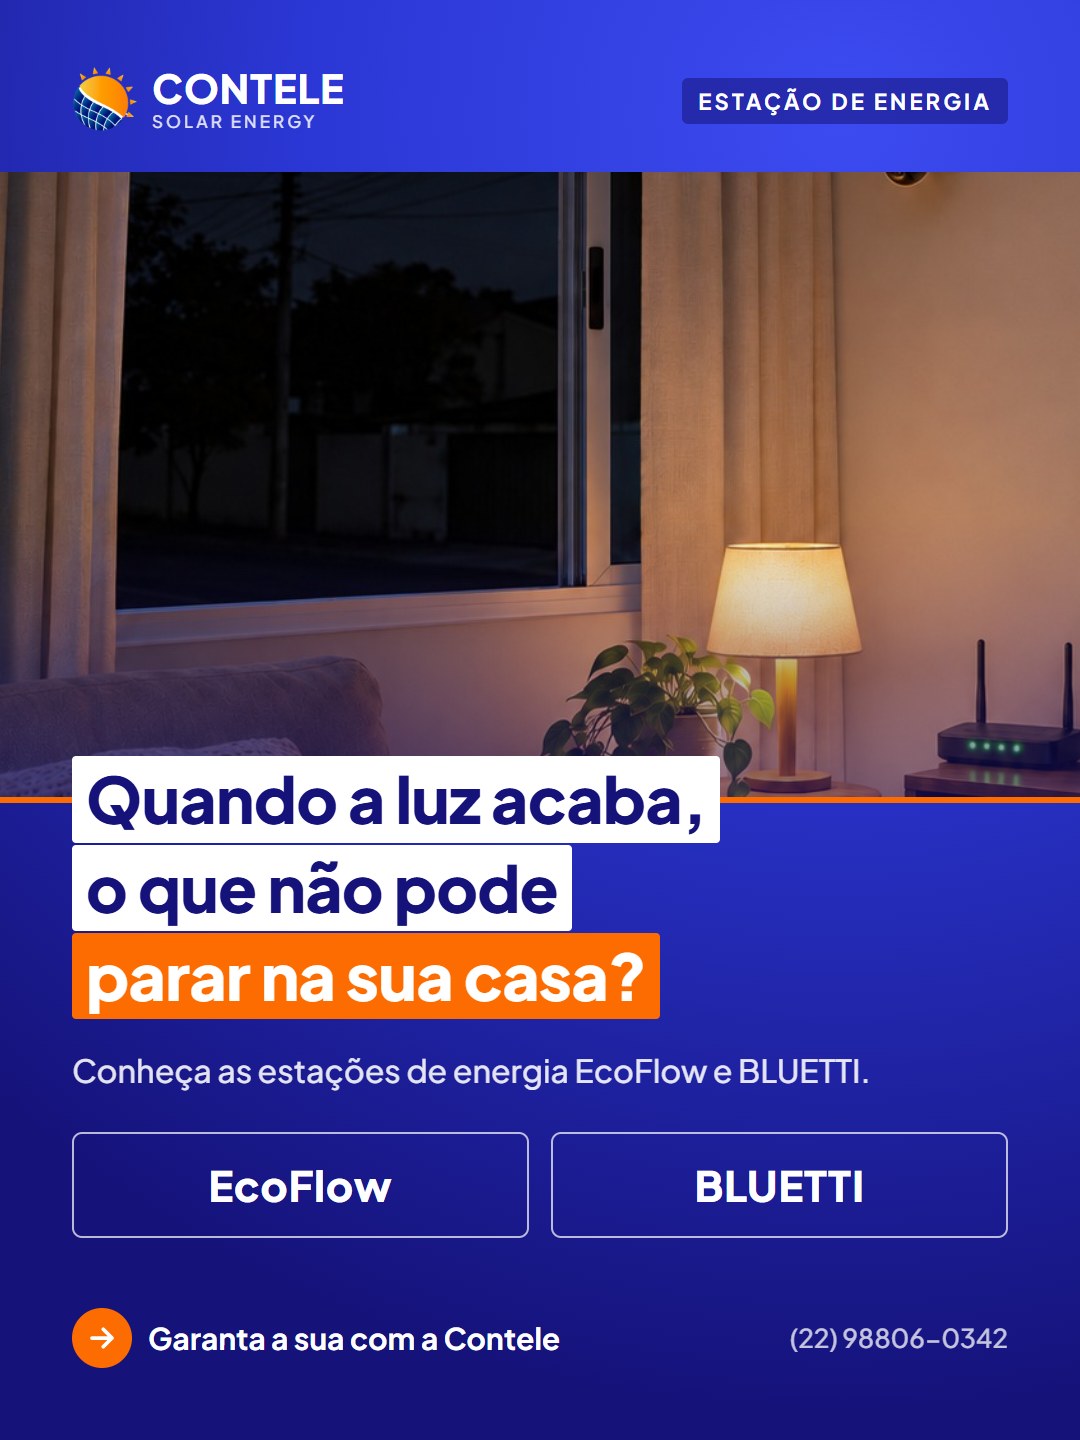 CONTELE
SOLAR ENERGY
ESTAÇÃO DE ENERGIA
Quando a luz acaba,
o que não pode
parar na sua casa?
Conheça as estações de energia EcoFlow e BLUETTI.
EcoFlow
BLUETTI
Garanta a sua com a Contele
(22) 98806-0342